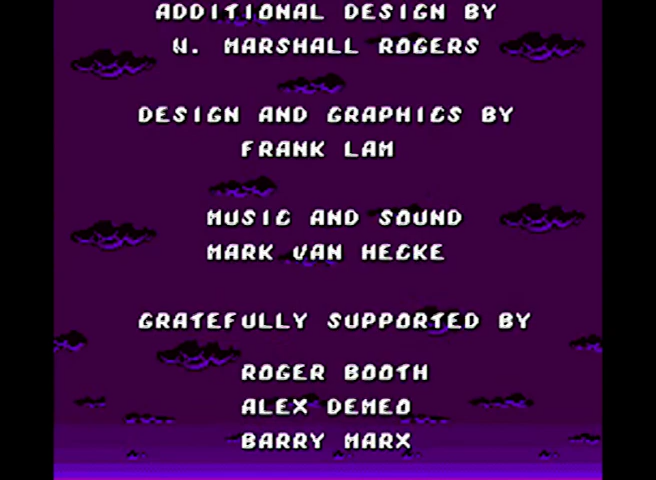 ADDITIONAL DESIGN BY
W. MARSHALL ROGERS
DESIGN AND GRAPHICS BY
FRANK LAM
MUSIC AND SOUND
MARK VAN HECKE
GRATEFULLY SUPPORTED BY
ROGER BOOTH
ALEX DEMEO
BARRY MARX